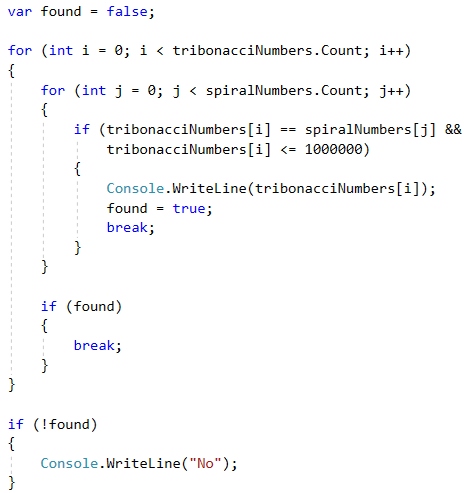 var found = false;

for (int i = 0; i < tribonacciNumbers.Count; i++)
{
    for (int j = 0; j < spiralNumbers.Count; j++)
    {
        if (tribonacciNumbers[i] == spiralNumbers[j] &&
            tribonacciNumbers[i] <= 1000000)
        {
            Console.WriteLine(tribonacciNumbers[i]);
            found = true;
            break;
        }
    }

    if (found)
    {
        break;
    }
}

if (!found)
{
    Console.WriteLine("No");
}